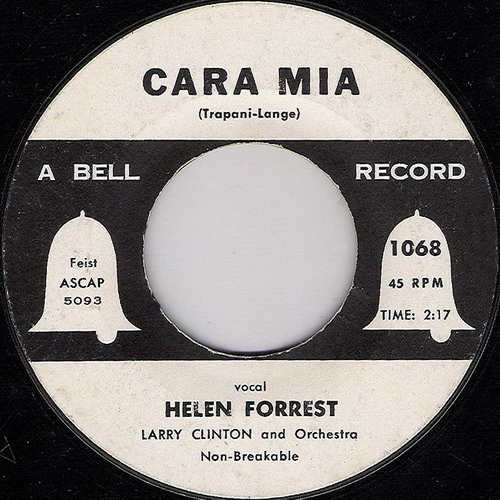 CARA MIA
(Trapani-Lange)
A BELL RECORD
Feist
ASCAP
5093
1068
45 RPM
TIME: 2:17
vocal
HELEN FORREST
LARRY CLINTON and Orchestra
Non-Breakable